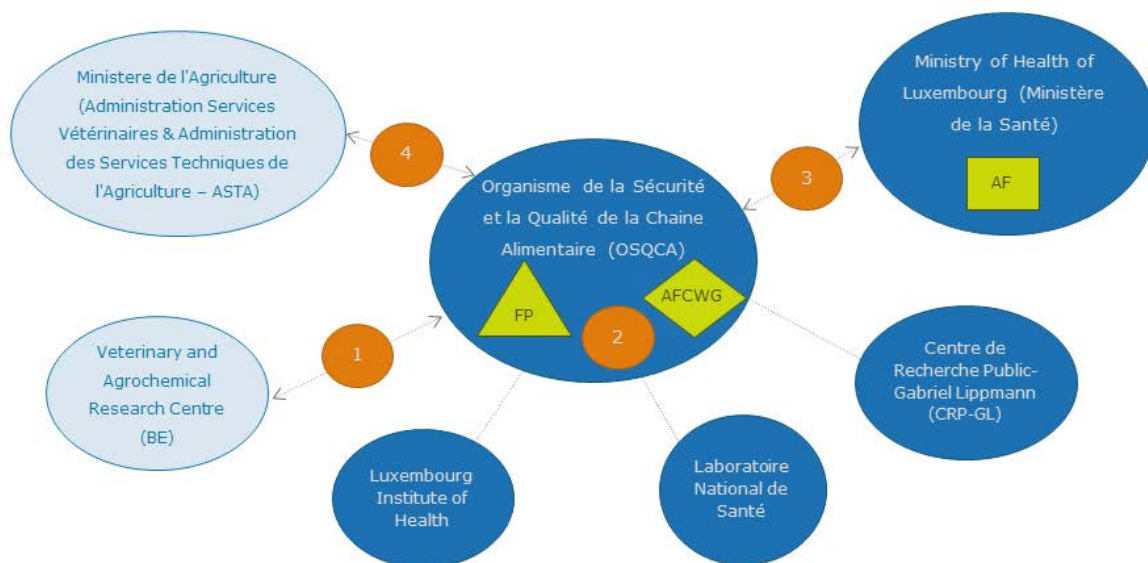 Ministere de l'Agriculture
(Administration Services
Vétérinaires & Administration
des Services Techniques de
l'Agriculture – ASTA)
4
Organisme de la Sécurité
et la Qualité de la Chaine
Alimentaire (OSQCA)
FP
2
AFCWG
3
Ministry of Health of
Luxembourg (Ministère
de la Santé)
AF
Veterinary and
Agrochemical
Research Centre
(BE)
1
Luxembourg
Institute of
Health
Laboratoire
National de
Santé
Centre de
Recherche Public-
Gabriel Lippmann
(CRP-GL)